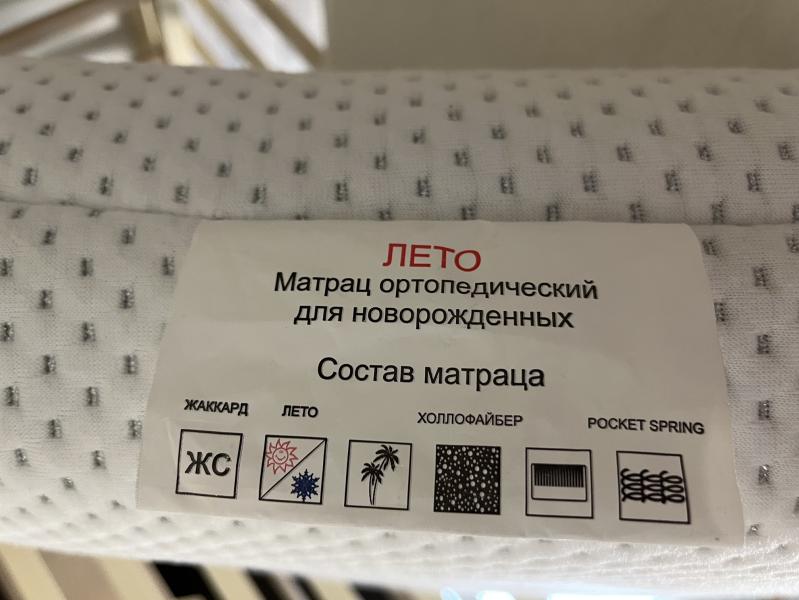 ЛЕТО
Матрац ортопедический
для новорожденных
Состав матраца
ЖАККАРД ЛЕТО ХОЛЛОФАЙБЕР POCKET SPRING
ЖС